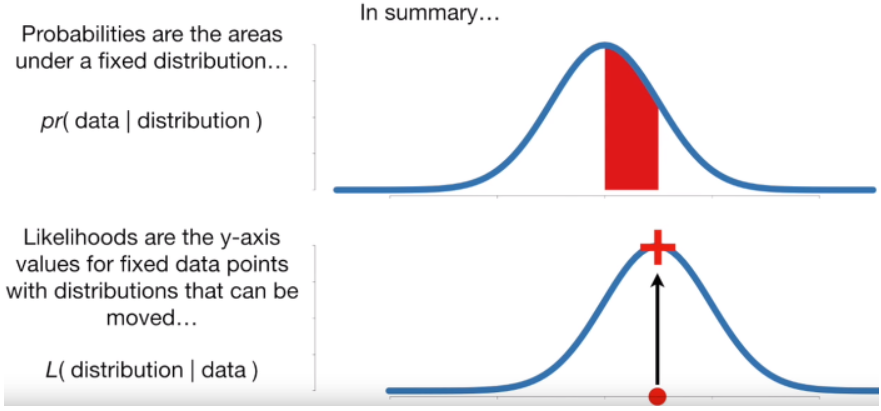 In summary…
Probabilities are the areas
under a fixed distribution…
pr( data | distribution )
Likelihoods are the y-axis
values for fixed data points
with distributions that can be
moved…
L( distribution | data )